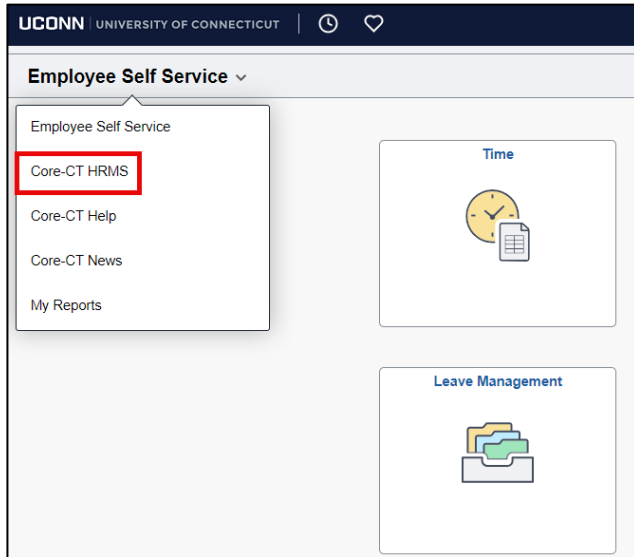 UCONN | UNIVERSITY OF CONNECTICUT
Employee Self Service
Employee Self Service
Core-CT HRMS
Core-CT Help
Core-CT News
My Reports
Time
Leave Management